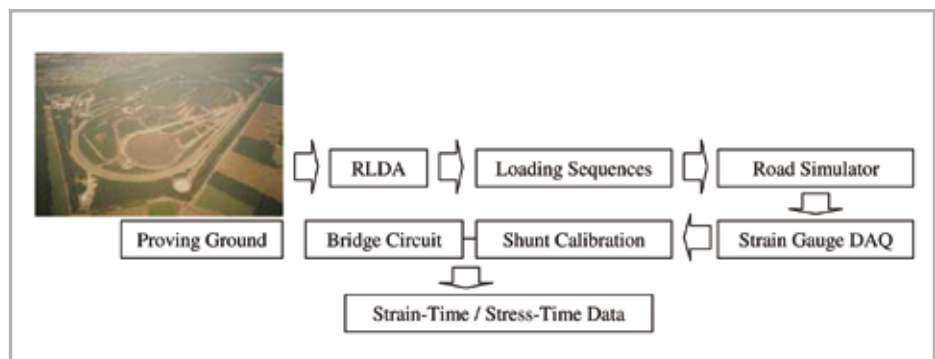 RLDA
Loading Sequences
Road Simulator
Proving Ground
Bridge Circuit
Shunt Calibration
Strain Gauge DAQ
Strain-Time / Stress-Time Data